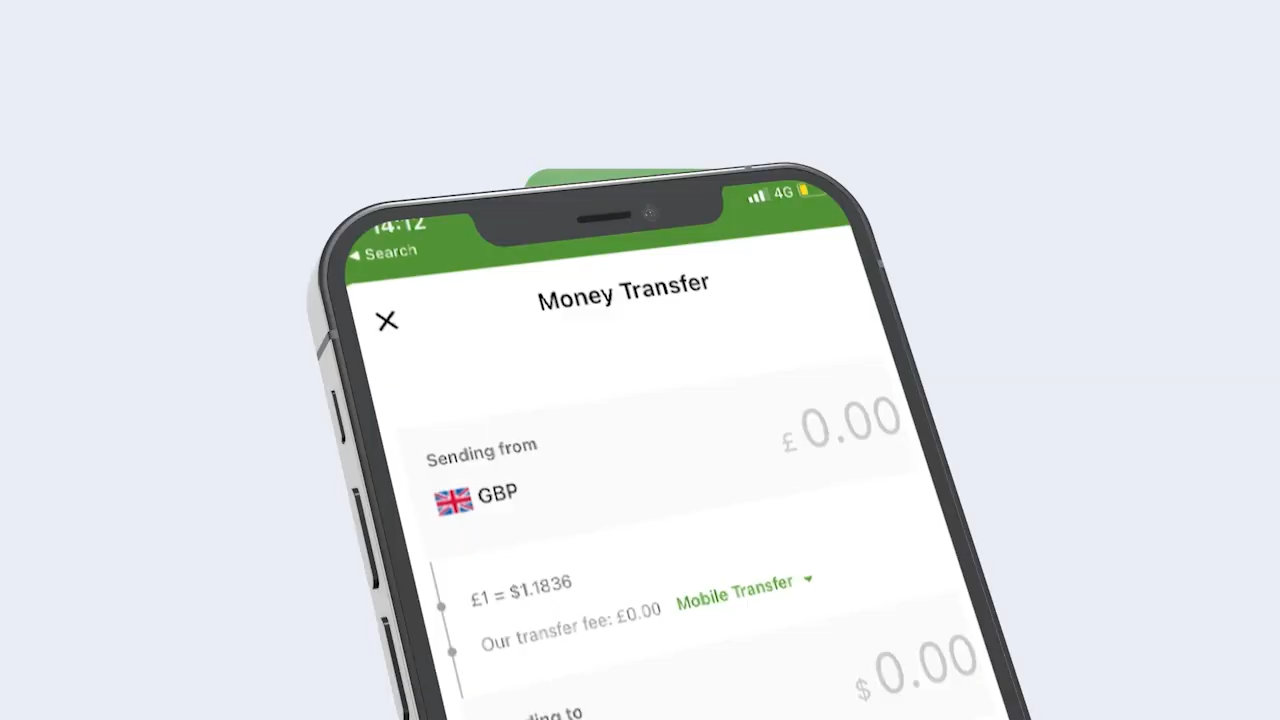 14:12
4G
◀ Search
Money Transfer
£ 0.00
Sending from
GBP
£1 = $1.1836
Our transfer fee: £0.00 Mobile Transfer
$ 0.00
to